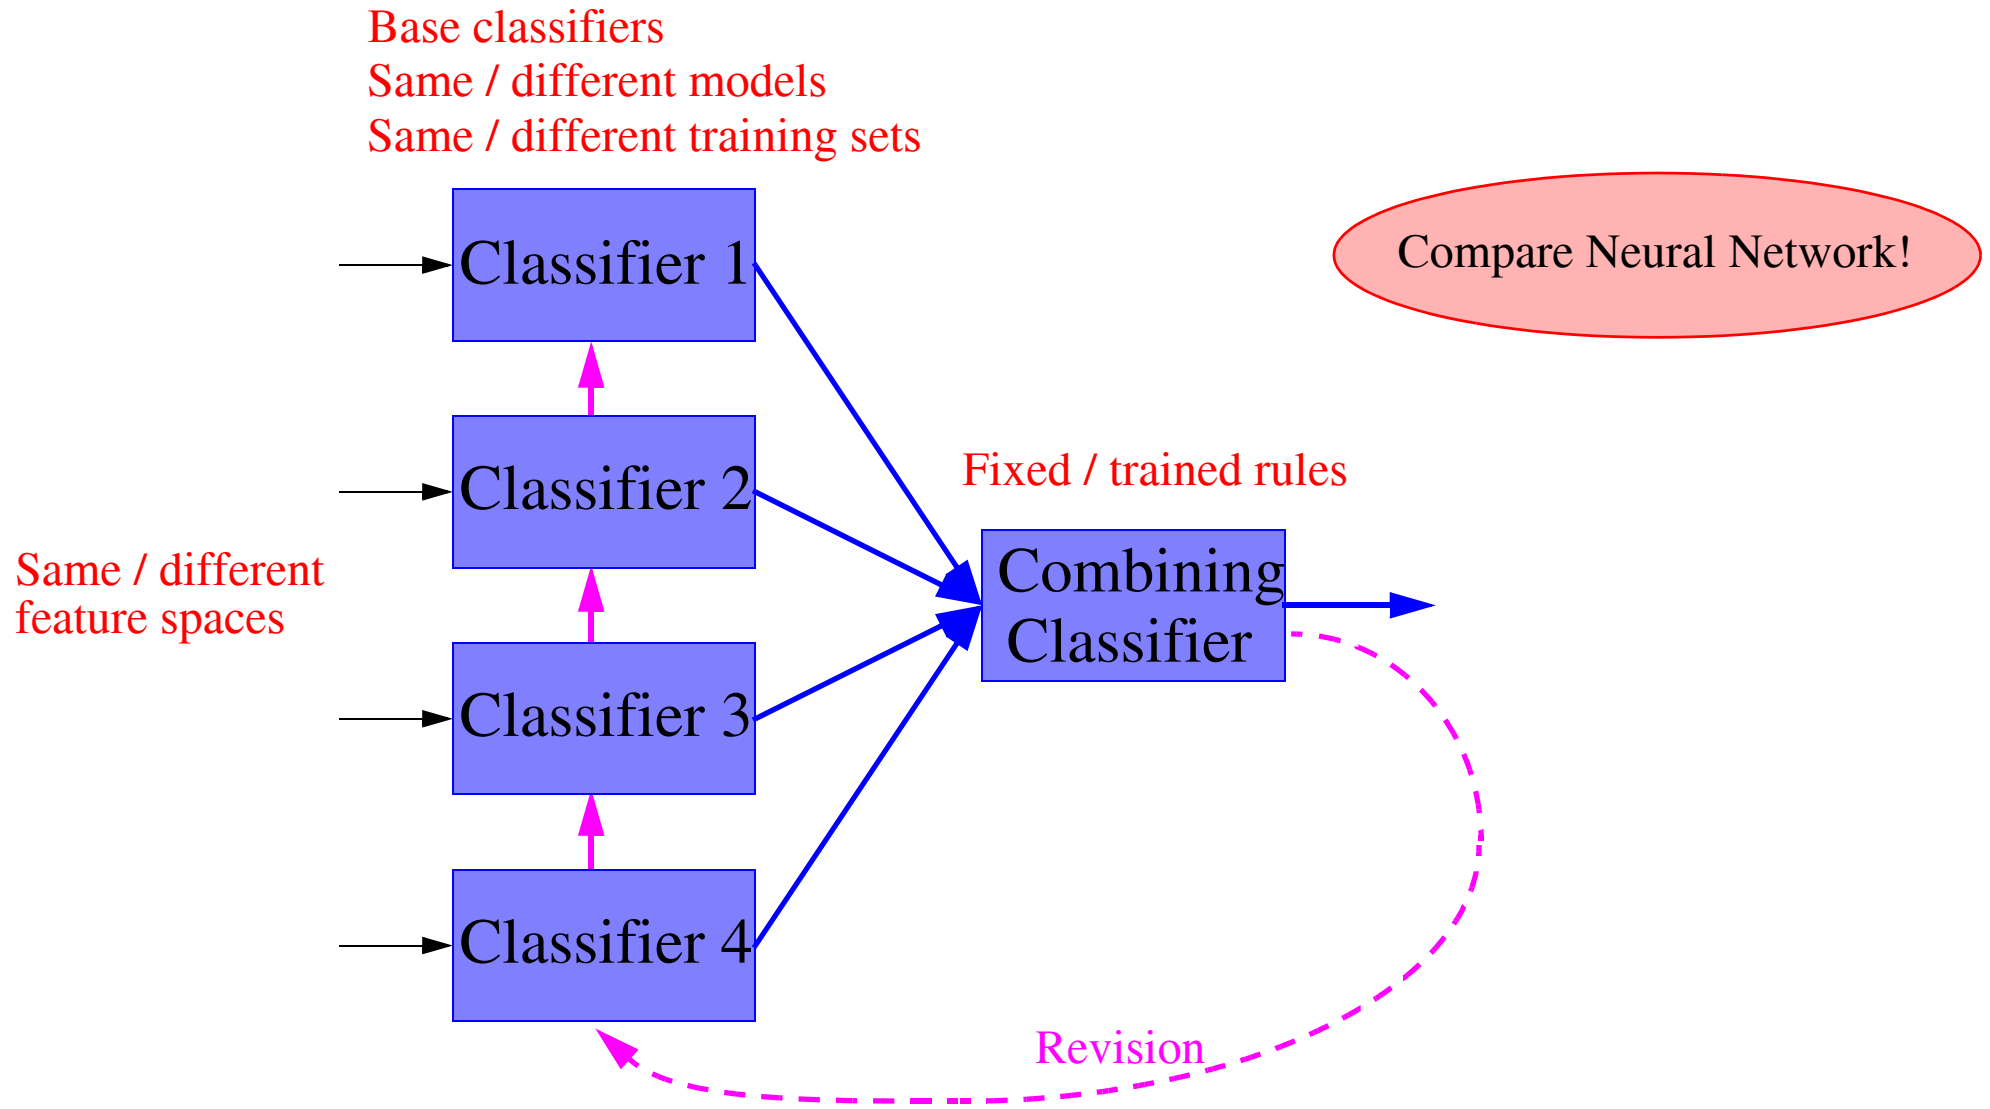 Base classifiers
Same / different models
Same / different training sets
Classifier 1
Compare Neural Network!
Classifier 2
Fixed / trained rules
Same / different
feature spaces
Combining
Classifier
Classifier 3
Classifier 4
Revision